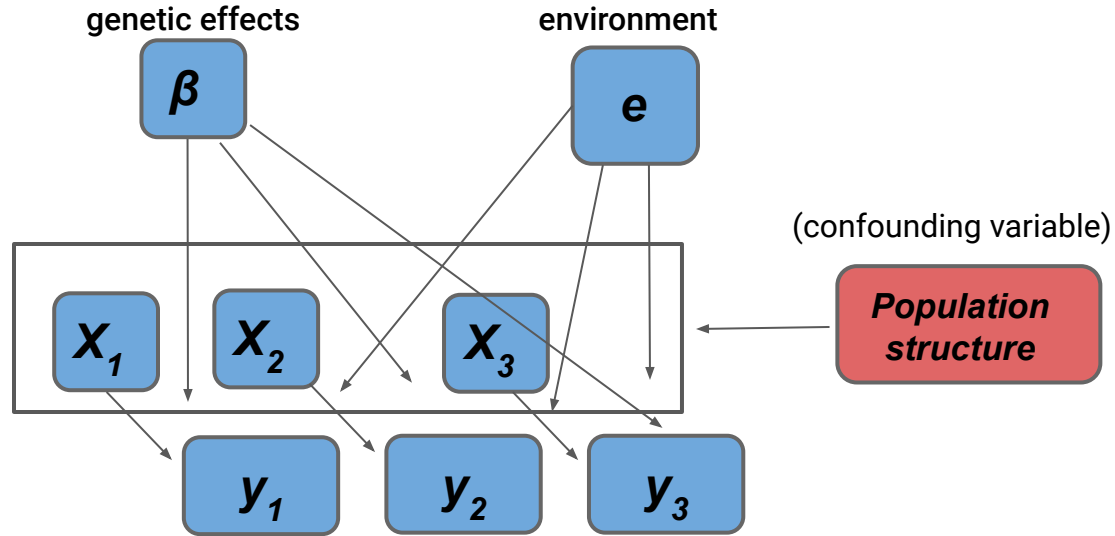 genetic effects
environment
β
e
(confounding variable)
Population
structure
X₁
X₂
X₃
y₁
y₂
y₃